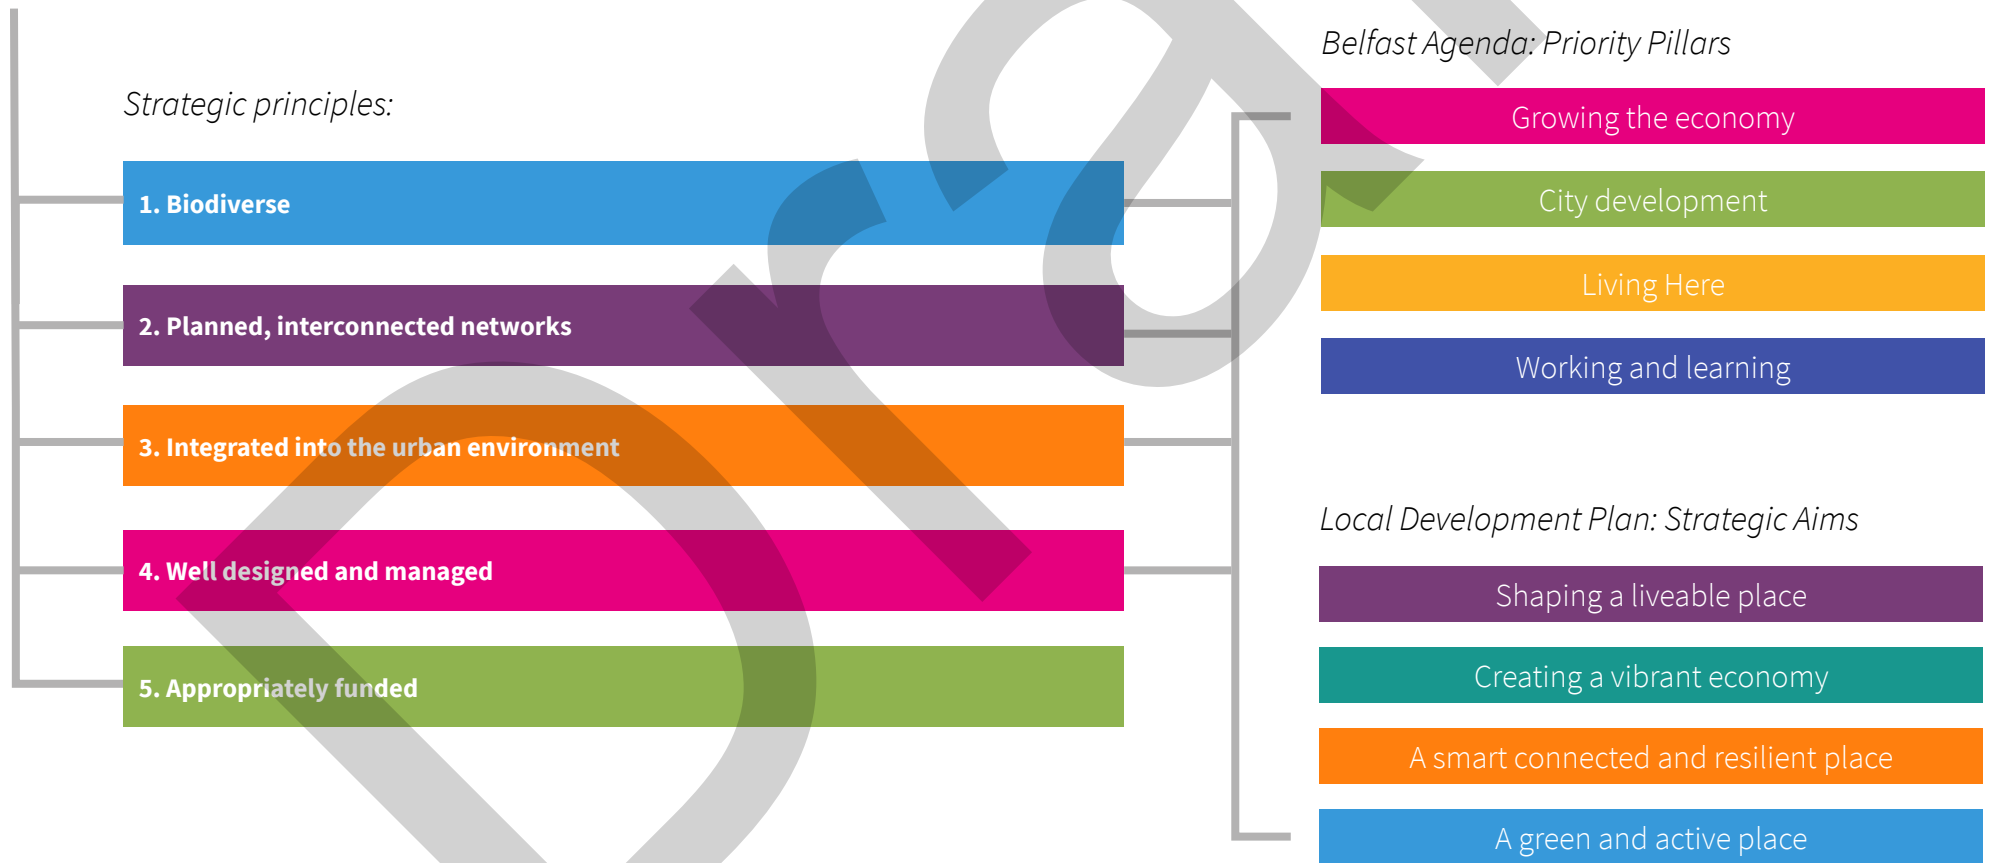 Strategic principles:
1. Biodiverse
2. Planned, interconnected networks
3. Integrated into the urban environment
4. Well designed and managed
5. Appropriately funded
Belfast Agenda: Priority Pillars
Growing the economy
City development
Living Here
Working and learning
Local Development Plan: Strategic Aims
Shaping a liveable place
Creating a vibrant economy
A smart connected and resilient place
A green and active place